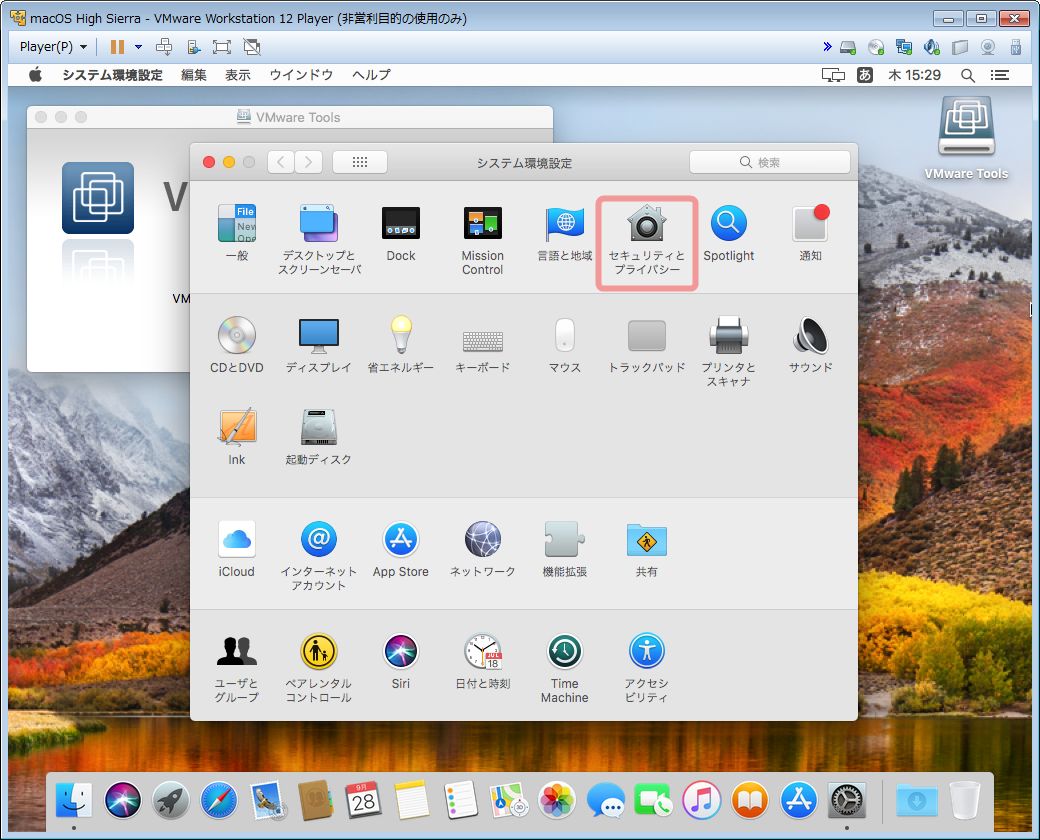 macOS High Sierra - VMware Workstation 12 Player (非営利目的の使用のみ)
Player(P)
システム環境設定 編集 表示 ウインドウ ヘルプ
あ 木 15:29
VMware Tools
V
VM
VMware Tools
システム環境設定
検索
File
New
Ope
一般
デスクトップと
スクリーンセーバ
Dock
Mission
Control
言語と地域
セキュリティと
プライバシー
Spotlight
通知
CDとDVD
ディスプレイ
省エネルギー
キーボード
マウス
トラックパッド
プリンタと
スキャナ
サウンド
Ink
起動ディスク
iCloud
インターネット
アカウント
App Store
ネットワーク
機能拡張
共有
ユーザと
グループ
ペアレンタル
コントロール
Siri
日付と時刻
JUL
18
Time
Machine
アクセシ
ビリティ
9月
28